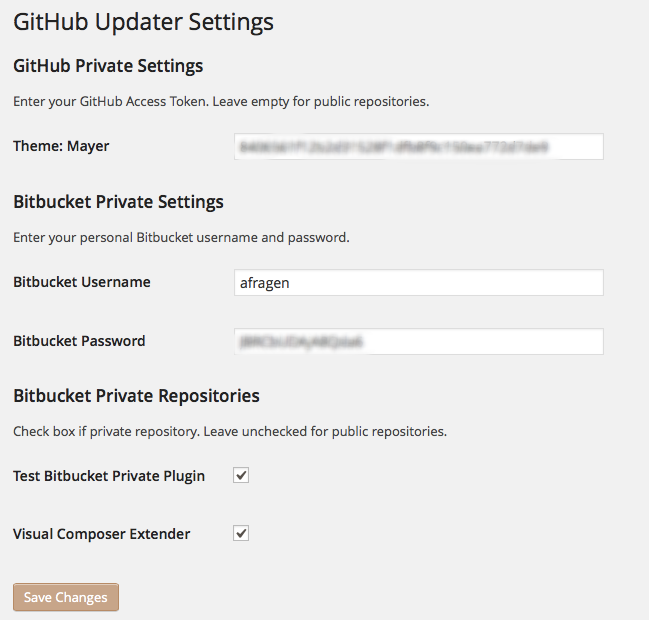 GitHub Updater Settings
GitHub Private Settings
Enter your GitHub Access Token. Leave empty for public repositories.
Theme: Mayer
Bitbucket Private Settings
Enter your personal Bitbucket username and password.
Bitbucket Username afragen
Bitbucket Password
Bitbucket Private Repositories
Check box if private repository. Leave unchecked for public repositories.
Test Bitbucket Private Plugin
Visual Composer Extender
Save Changes